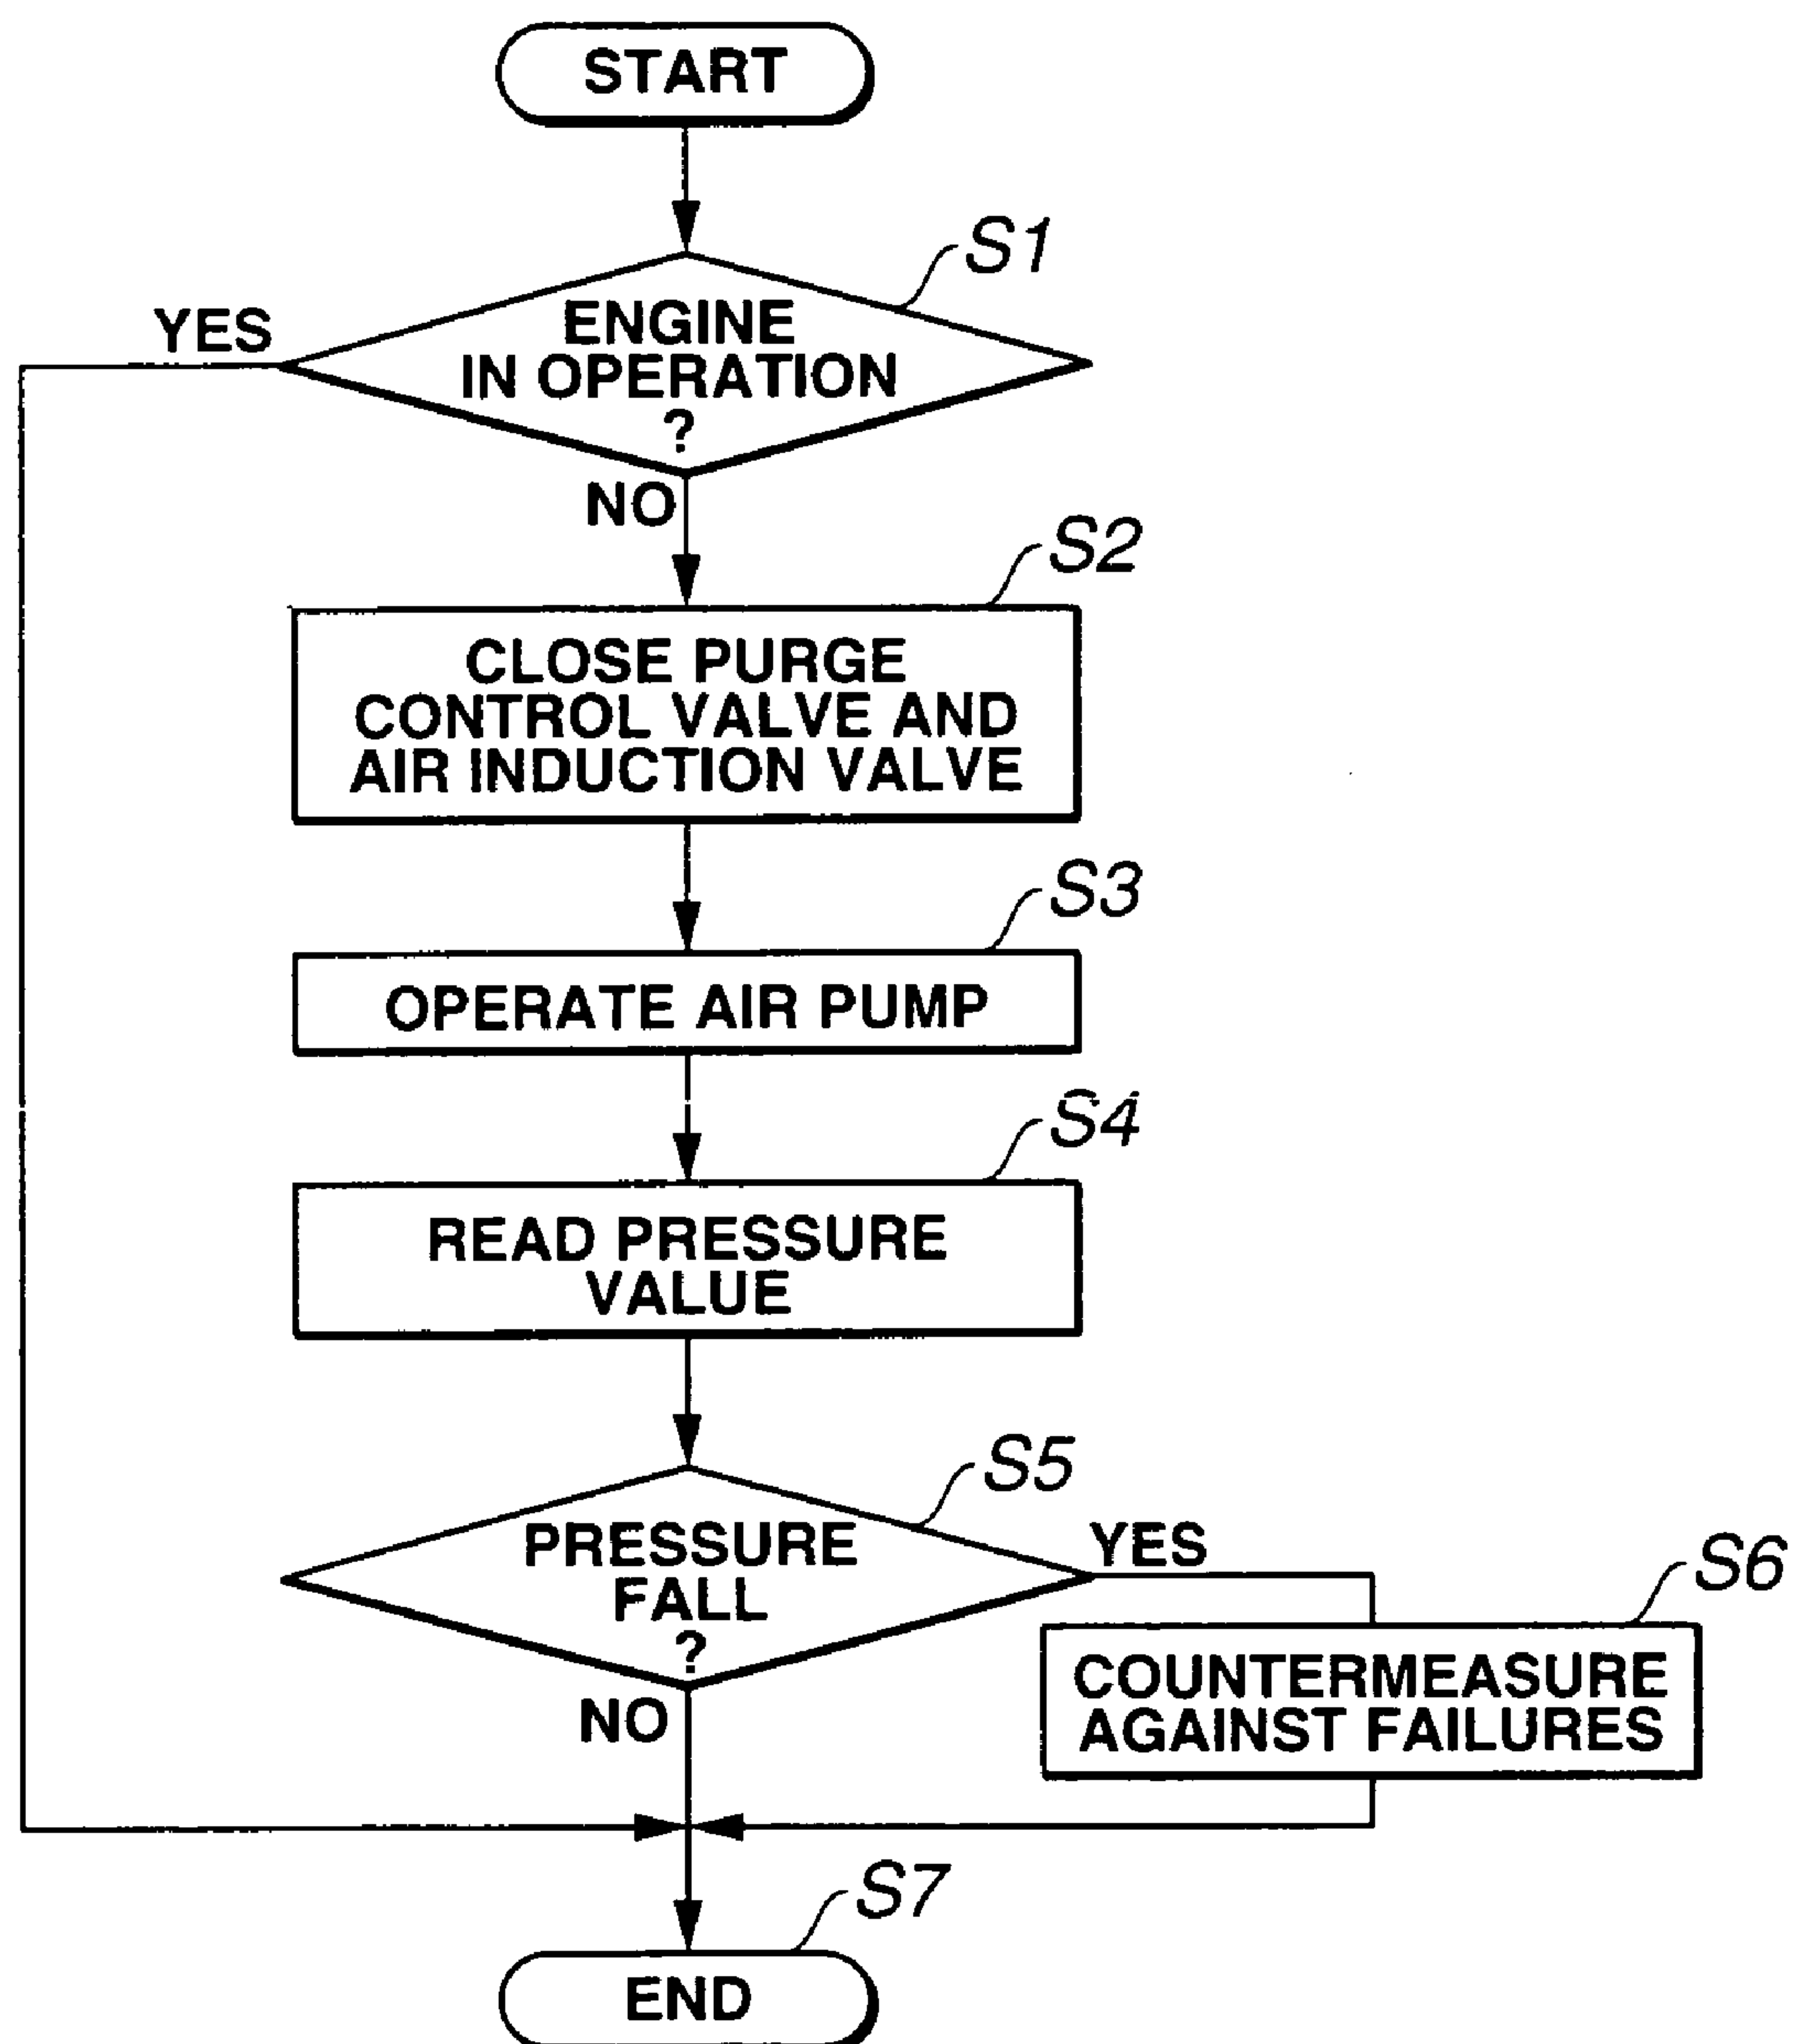 START
S1
YES
ENGINE
IN OPERATION
?
NO
S2
CLOSE PURGE
CONTROL VALVE AND
AIR INDUCTION VALVE
S3
OPERATE AIR PUMP
S4
READ PRESSURE
VALUE
S5
PRESSURE
FALL
?
YES
S6
COUNTERMEASURE
AGAINST FAILURES
NO
S7
END